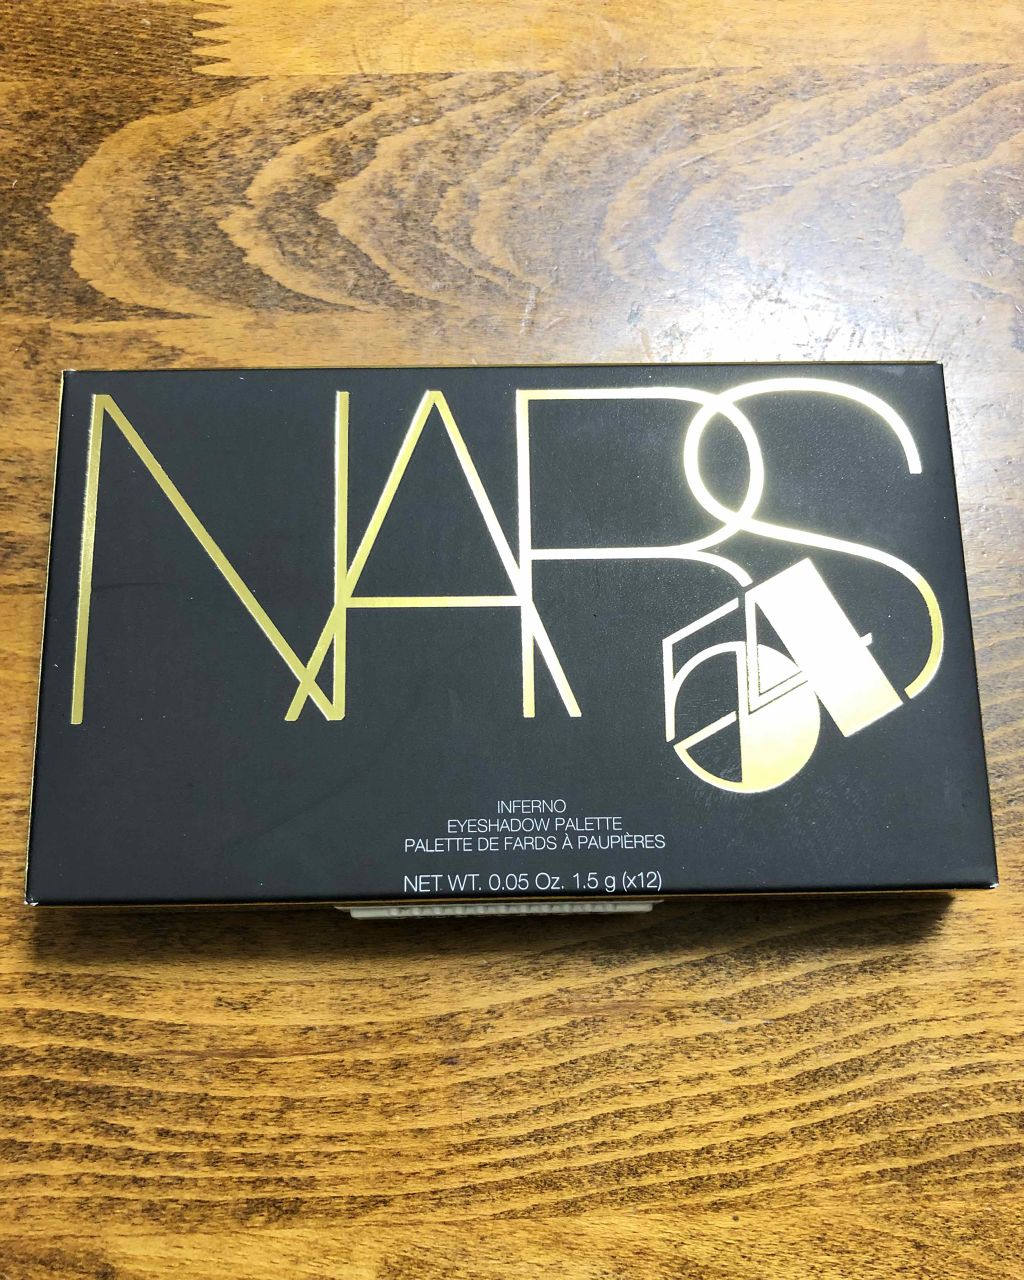 NARS
54
INFERNO
EYESHADOW PALETTE
PALETTE DE FARDS À PAUPIÈRES
NET WT. 0.05 Oz. 1.5 g (x12)